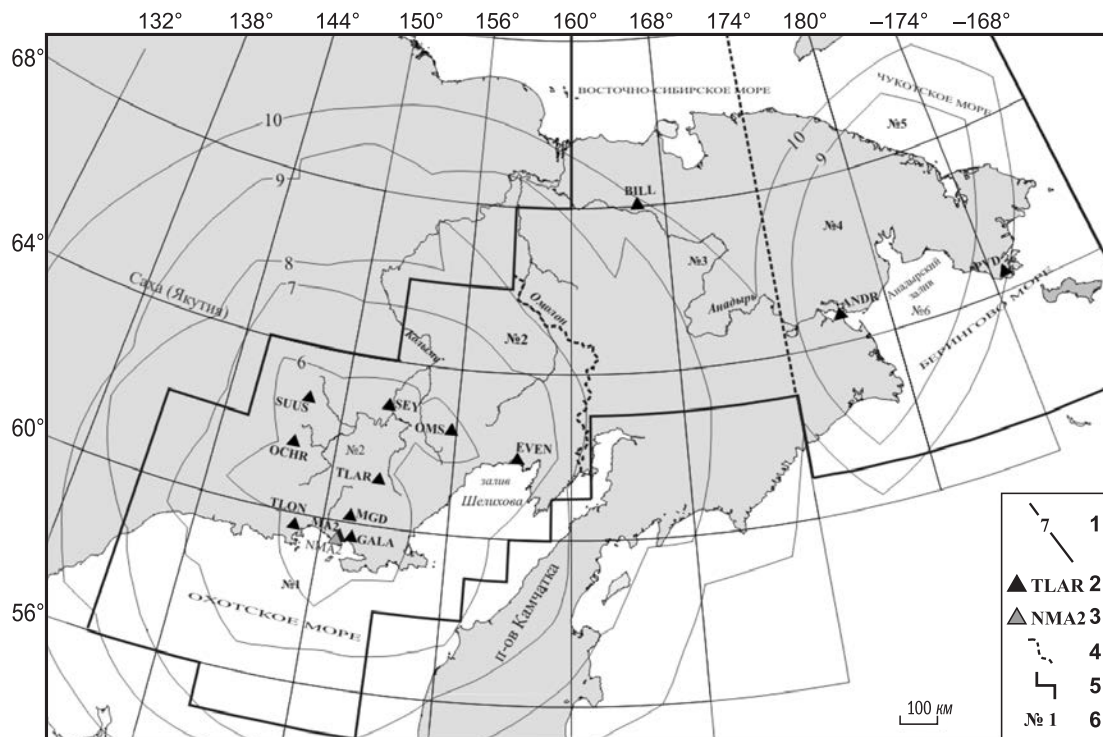 132° 138° 144° 150° 156° 160° 168° 174° 180° –174° –168°
68°
64°
60°
56°
ВОСТОЧНО-СИБИРСКОЕ МОРЕ
ЧУКОТСКОЕ МОРЕ
№5
10
9
10
9
BILL
№4
№3
8
Саха (Якутия)
7
PVD
Анадырский
залив
№6
Омолон
Анадырь
ANDR
БЕРИНГОВО МОРЕ
№2
Колыма
6
SUUS
SEY
OMS
OCHR
№2
EVEN
TLAR
залив
Шелихова
TLON
MGD
MA2
GALA
NMA2
№1
ОХОТСКОЕ МОРЕ
п-ов Камчатка
100 км
7 1
TLAR 2
NMA2 3
4
5
№ 1 6